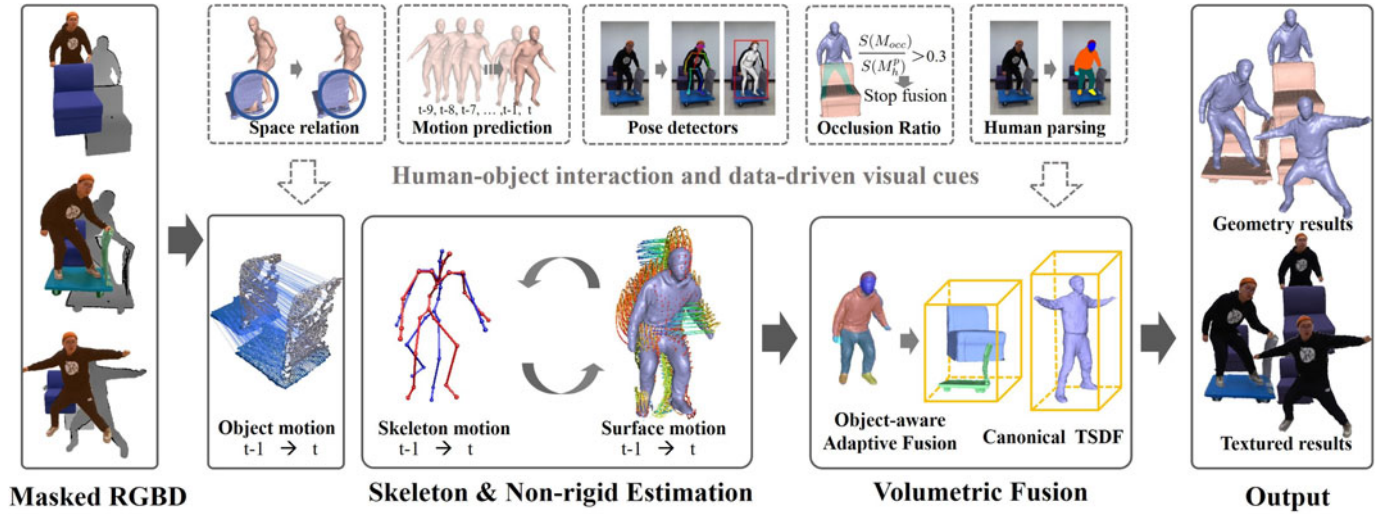 S(M_{occ})
S(M_h^p) >0.3
Stop fusion
Space relation
t-9, t-8, t-7, ... ,t-1, t
Motion prediction
Pose detectors
Occlusion Ratio
Human parsing
Human-object interaction and data-driven visual cues
Object motion
t-1 → t
Skeleton motion
t-1 → t
Surface motion
t-1 → t
Object-aware
Adaptive Fusion
Canonical TSDF
Geometry results
Textured results
Masked RGBD
Skeleton & Non-rigid Estimation
Volumetric Fusion
Output